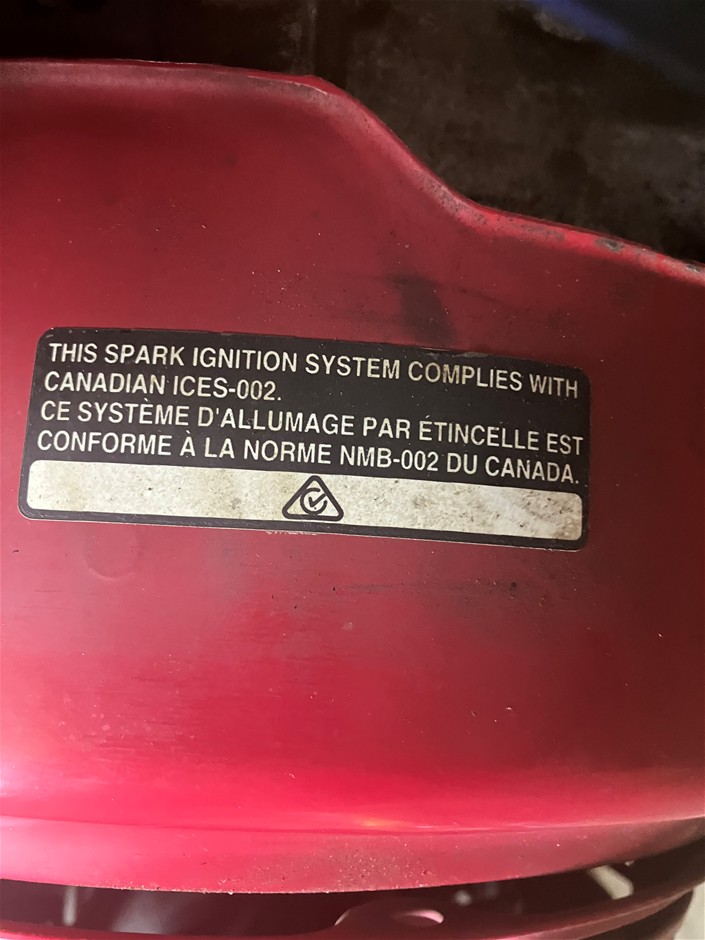 THIS SPARK IGNITION SYSTEM COMPLIES WITH
CANADIAN ICES-002.
CE SYSTÈME D'ALLUMAGE PAR ÉTINCELLE EST
CONFORME À LA NORME NMB-002 DU CANADA.